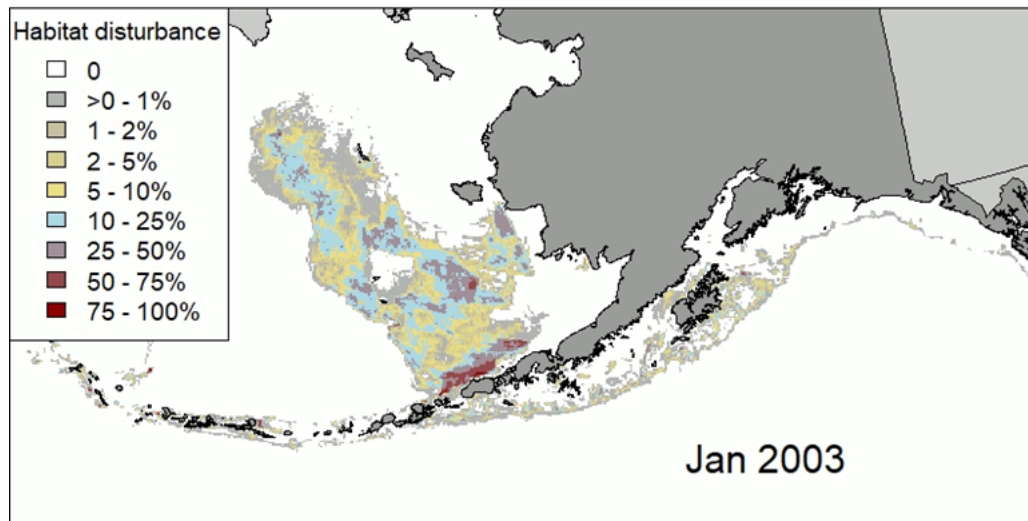 Habitat disturbance
0
>0 - 1%
1 - 2%
2 - 5%
5 - 10%
10 - 25%
25 - 50%
50 - 75%
75 - 100%
Jan 2003